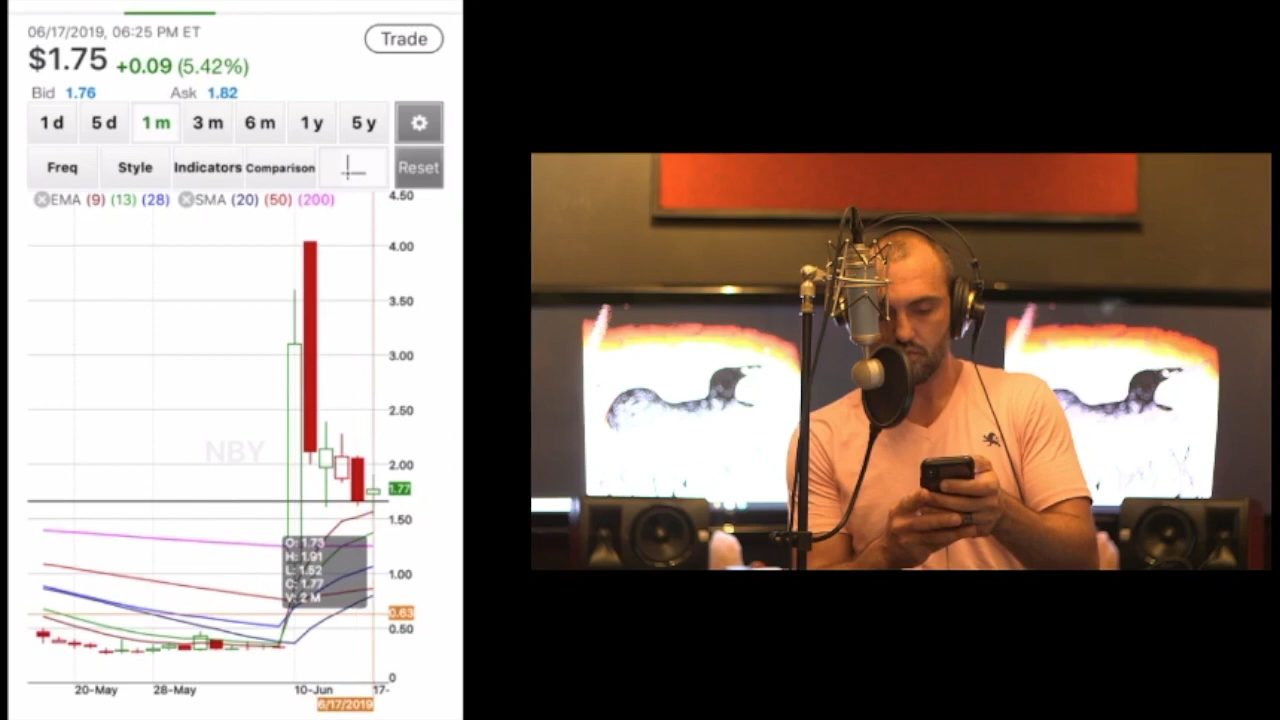 06/17/2019, 06:25 PM ET
$1.75 +0.09 (5.42%)
Trade
Bid 1.76 Ask 1.82
1 d 5 d 1 m 3 m 6 m 1 y 5 y
Freq Style Indicators Comparison Reset
EMA (9) (13) (28) SMA (20) (50) (200)
4.50
4.00
3.50
3.00
2.50
NBY
2.00
1.77
1.50
O: 1.73
H: 1.91
L: 1.52
C: 1.77
V: 2 M
1.00
0.63
0.50
0
20-May 28-May 10-Jun 17-
6/17/2019